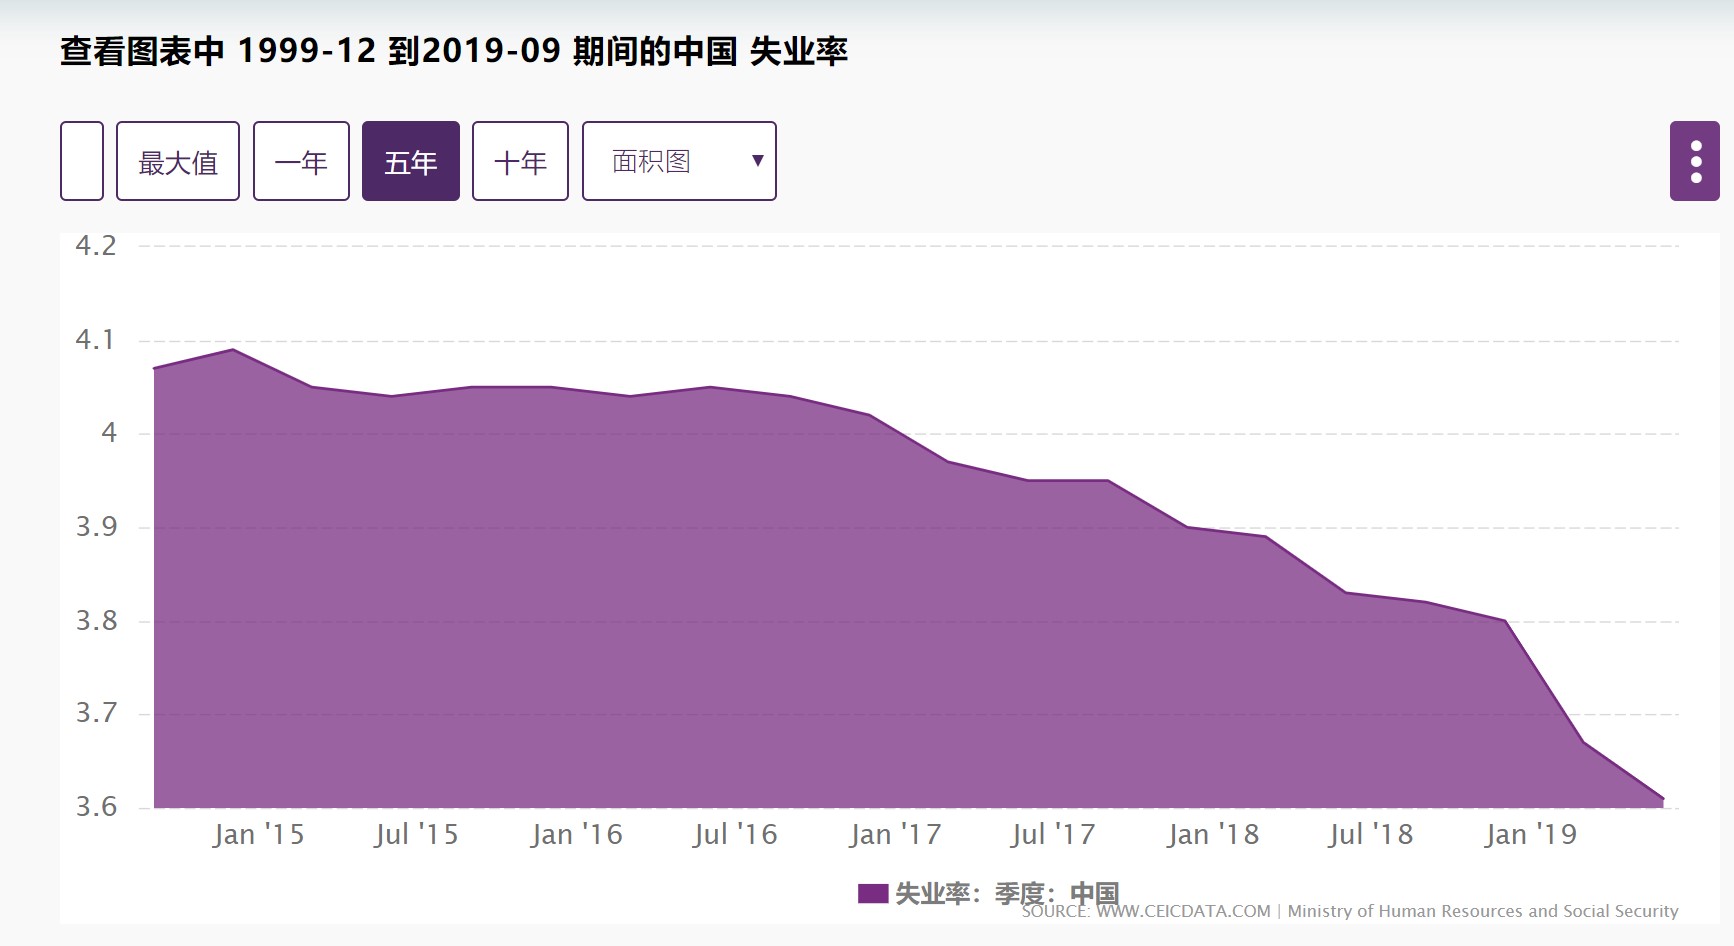 查看图表中 1999-12 到2019-09 期间的中国 失业率
最大值 一年 五年 十年 面积图 ▼
4.2
4.1
4
3.9
3.8
3.7
3.6
Jan '15 Jul '15 Jan '16 Jul '16 Jan '17 Jul '17 Jan '18 Jul '18 Jan '19
失业率：季度：中国
SOURCE: WWW.CEICDATA.COM | Ministry of Human Resources and Social Security